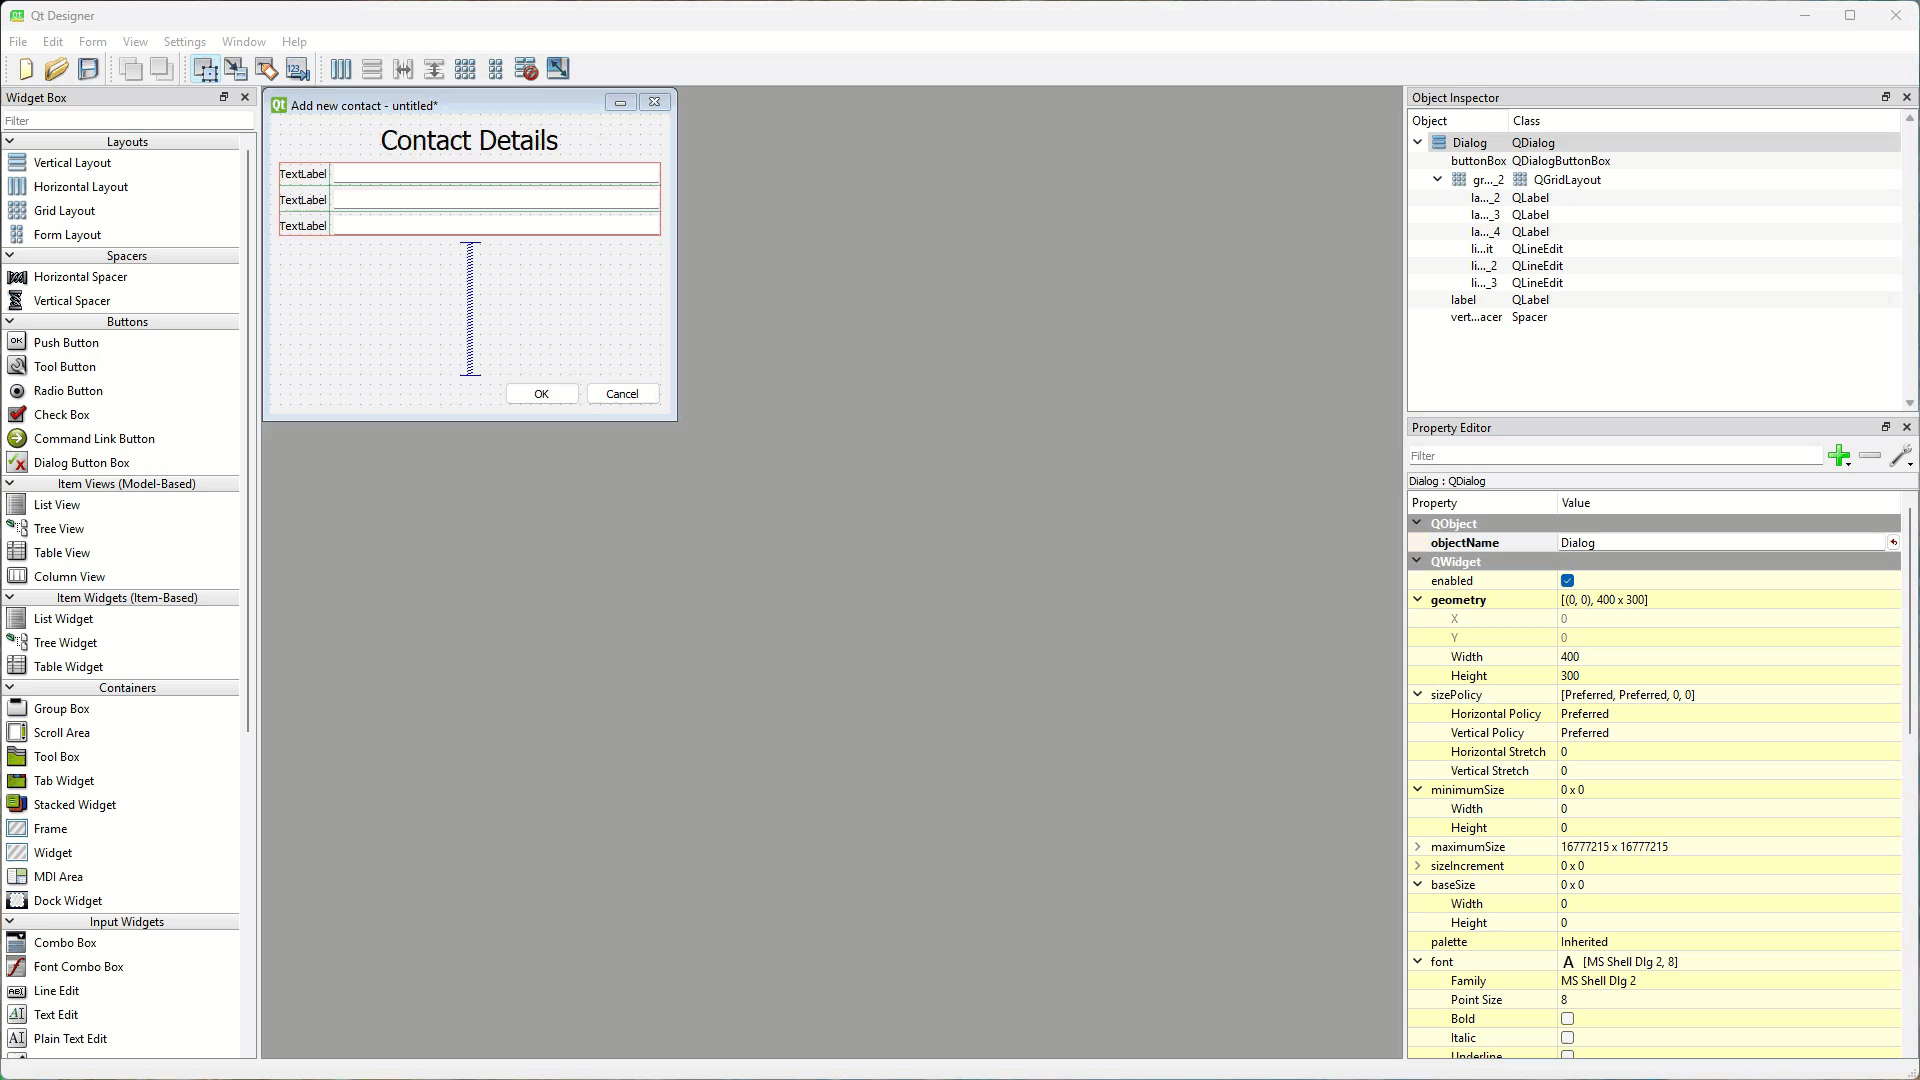 Qt Designer
File Edit Form View Settings Window Help
Widget Box
Filter
Layouts
Vertical Layout
Horizontal Layout
Grid Layout
Form Layout
Spacers
Horizontal Spacer
Vertical Spacer
Buttons
Push Button
Tool Button
Radio Button
Check Box
Command Link Button
Dialog Button Box
Item Views (Model-Based)
List View
Tree View
Table View
Column View
Item Widgets (Item-Based)
List Widget
Tree Widget
Table Widget
Containers
Group Box
Scroll Area
Tool Box
Tab Widget
Stacked Widget
Frame
Widget
MDI Area
Dock Widget
Input Widgets
Combo Box
Font Combo Box
Line Edit
Text Edit
Plain Text Edit
Add new contact - untitled*
Contact Details
TextLabel
TextLabel
TextLabel
OK Cancel
Object Inspector
Object Class
Dialog QDialog
buttonBox QDialogButtonBox
gr..._2 QGridLayout
la..._2 QLabel
la..._3 QLabel
la..._4 QLabel
li...it QLineEdit
li..._2 QLineEdit
li..._3 QLineEdit
label QLabel
vert...acer Spacer
Property Editor
Filter
Dialog : QDialog
Property Value
QObject
objectName Dialog
QWidget
enabled
geometry [(0, 0), 400 x 300]
X 0
Y 0
Width 400
Height 300
sizePolicy [Preferred, Preferred, 0, 0]
Horizontal Policy Preferred
Vertical Policy Preferred
Horizontal Stretch 0
Vertical Stretch 0
minimumSize 0 x 0
Width 0
Height 0
maximumSize 16777215 x 16777215
sizeIncrement 0 x 0
baseSize 0 x 0
Width 0
Height 0
palette Inherited
font A [MS Shell Dlg 2, 8]
Family MS Shell Dlg 2
Point Size 8
Bold
Italic
Underline